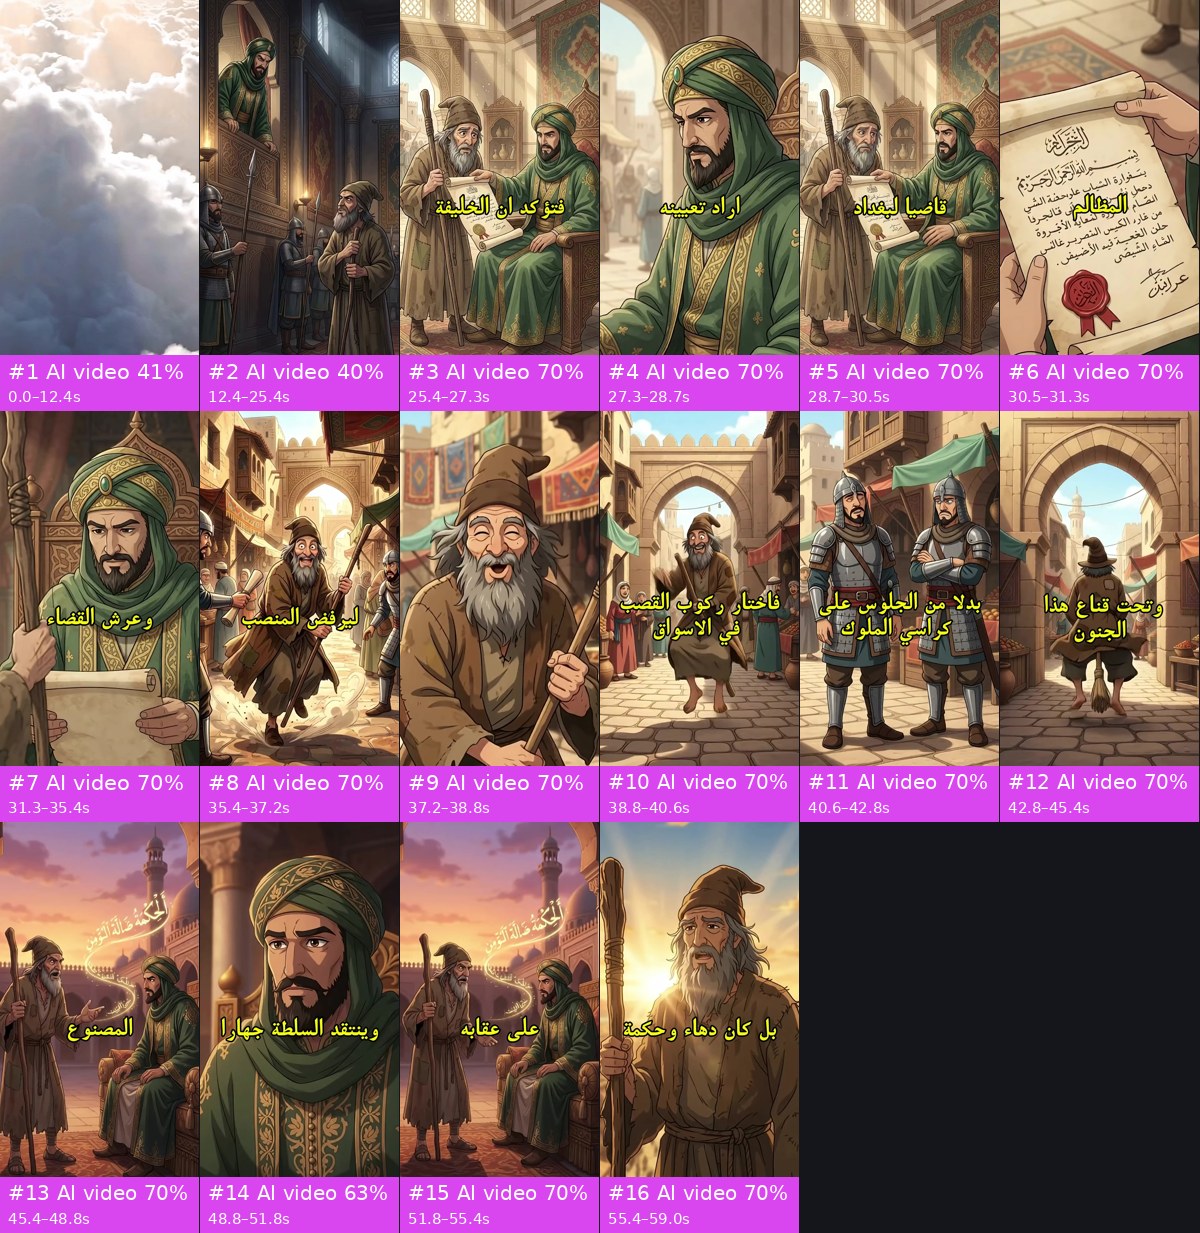 #1 AI video 41%
0.0–12.4s
#2 AI video 40%
12.4–25.4s
فتؤكد ان الخليفة
#3 AI video 70%
25.4–27.3s
اراد تعيينه
#4 AI video 70%
27.3–28.7s
قاضيا لبغداد
#5 AI video 70%
28.7–30.5s
المظالم
#6 AI video 70%
30.5–31.3s
وعرش القضاء
#7 AI video 70%
31.3–35.4s
ليرفض المنصب
#8 AI video 70%
35.4–37.2s
#9 AI video 70%
37.2–38.8s
فاختار ركوب القصب
في الاسواق
#10 AI video 70%
38.8–40.6s
بدلا من الجلوس على
كراسي الملوك
#11 AI video 70%
40.6–42.8s
وتحت قناع هذا
الجنون
#12 AI video 70%
42.8–45.4s
المصنوع
#13 AI video 70%
45.4–48.8s
وينتقد السلطة جهارا
#14 AI video 63%
48.8–51.8s
على عقابه
#15 AI video 70%
51.8–55.4s
بل كان دهاء وحكمة
#16 AI video 70%
55.4–59.0s